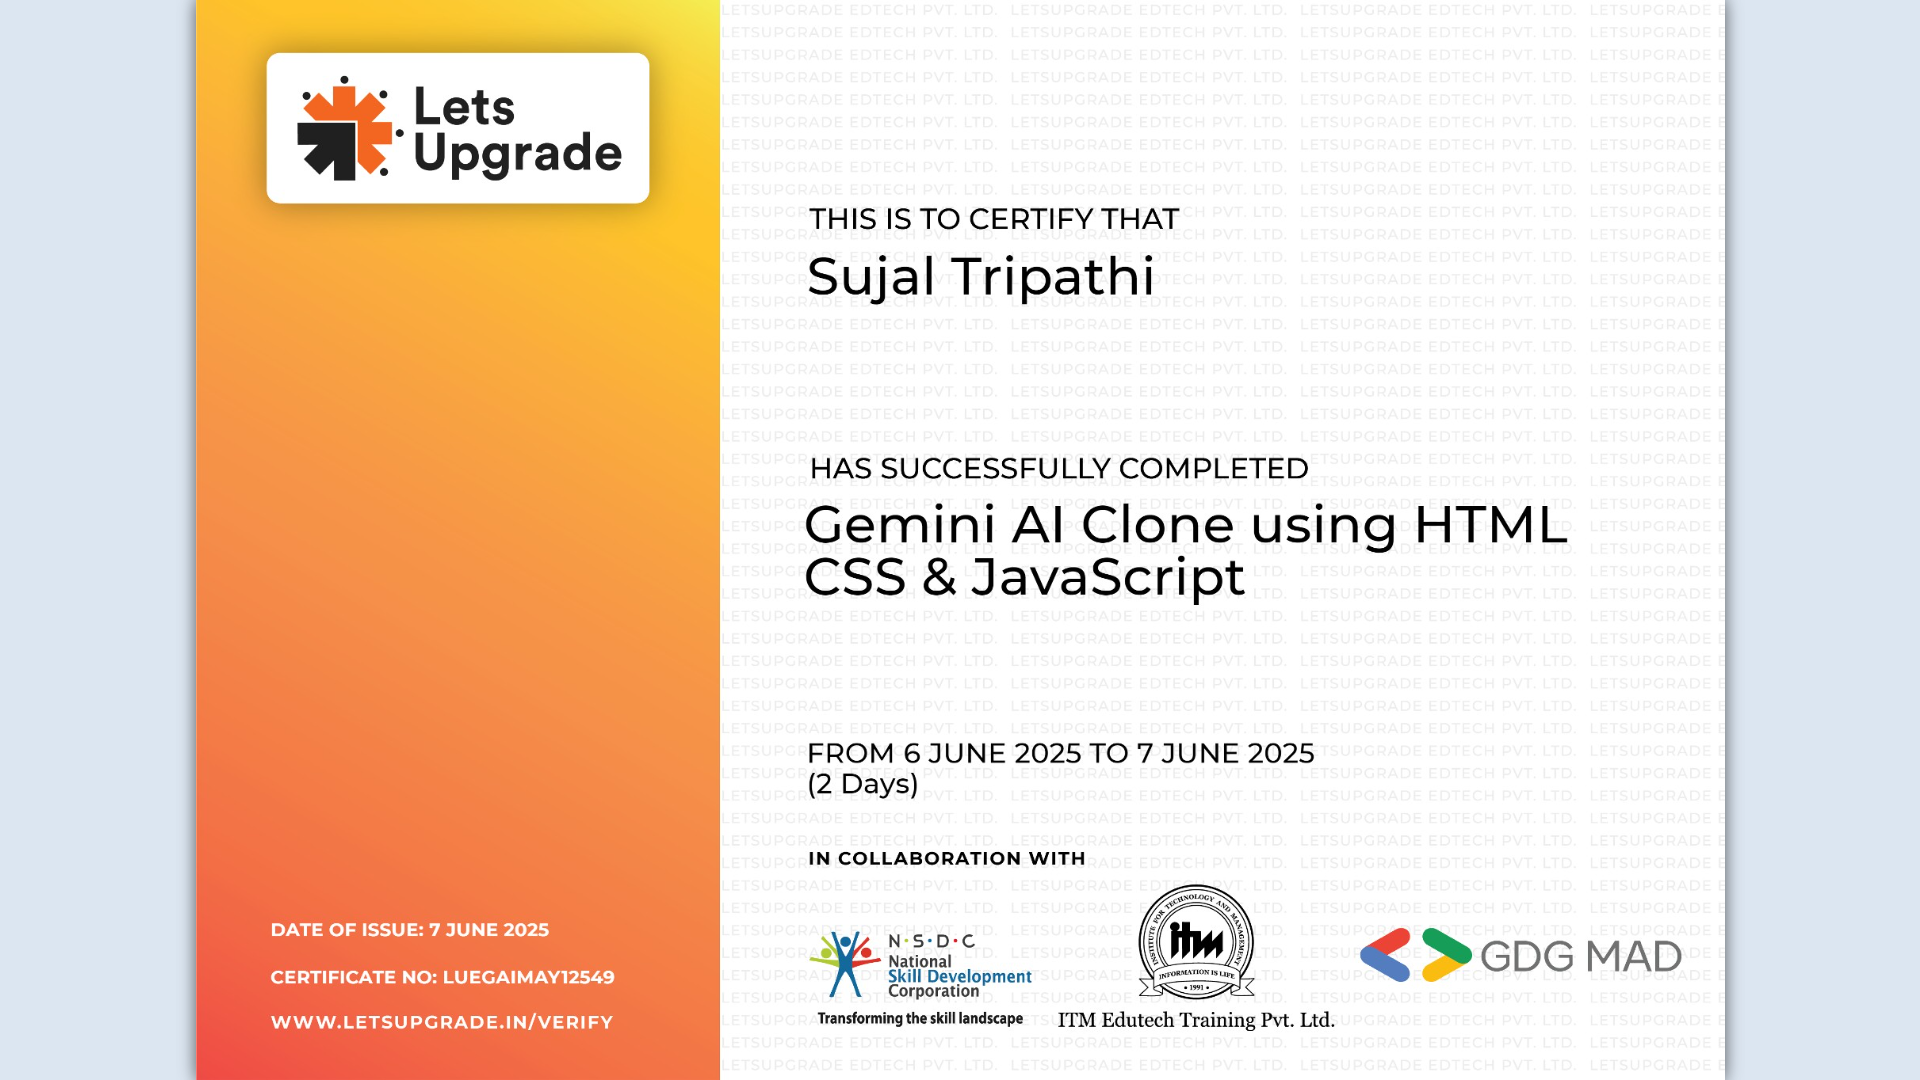 Lets
Upgrade
THIS IS TO CERTIFY THAT
Sujal Tripathi
HAS SUCCESSFULLY COMPLETED
Gemini AI Clone using HTML
CSS & JavaScript
FROM 6 JUNE 2025 TO 7 JUNE 2025
(2 Days)
IN COLLABORATION WITH
N·S·D·C
National
Skill Development
Corporation
Transforming the skill landscape
INSTITUTE FOR TECHNOLOGY AND MANAGEMENT
itm
INFORMATION IS LIFE
• 1991 •
ITM Edutech Training Pvt. Ltd.
GDG MAD
DATE OF ISSUE: 7 JUNE 2025
CERTIFICATE NO: LUEGAIMAY12549
WWW.LETSUPGRADE.IN/VERIFY
LETSUPGRADE EDTECH PVT. LTD.